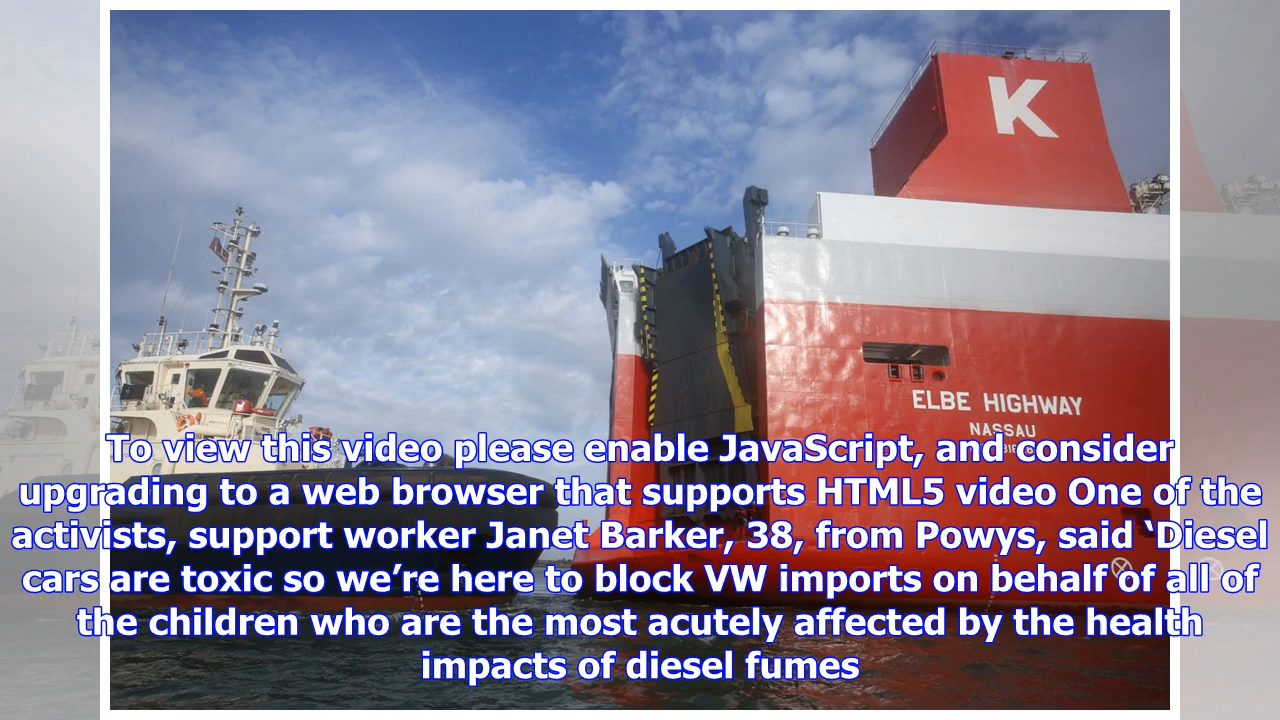 K
ELBE HIGHWAY
NASSAU
To view this video please enable JavaScript, and consider
upgrading to a web browser that supports HTML5 video One of the
activists, support worker Janet Barker, 38, from Powys, said ‘Diesel
cars are toxic so we’re here to block VW imports on behalf of all of
the children who are the most acutely affected by the health
impacts of diesel fumes